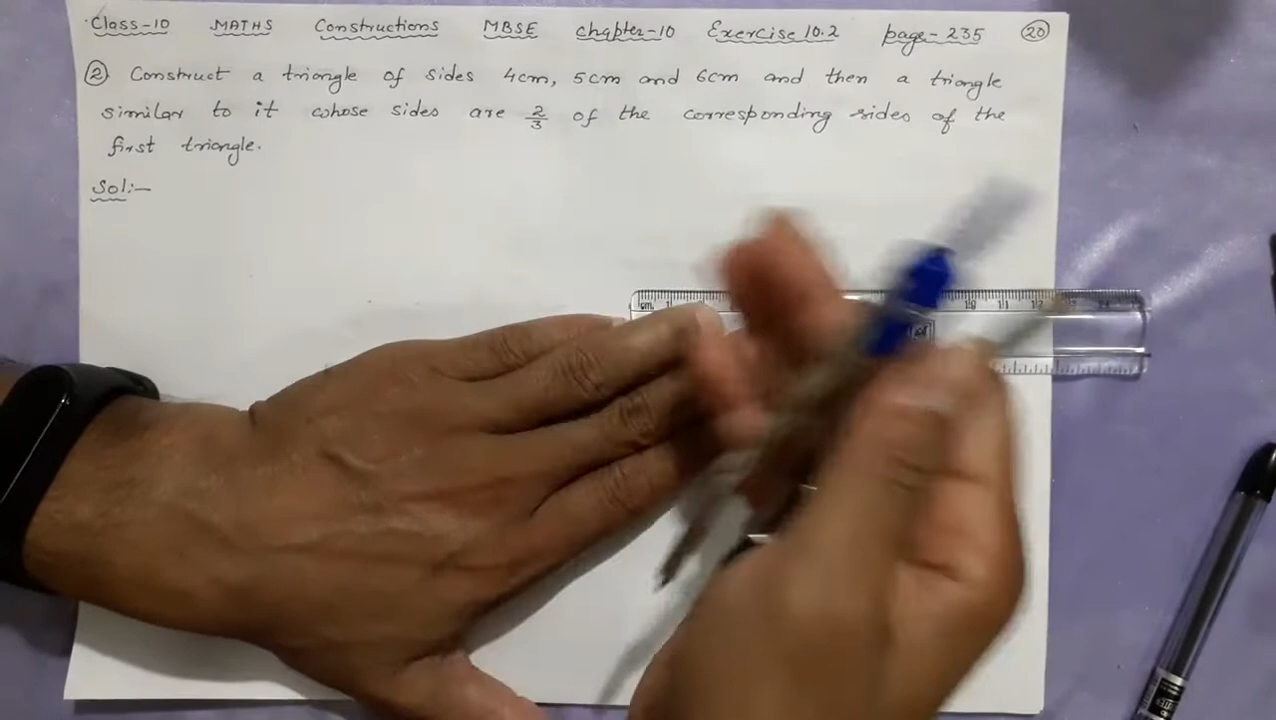 Class-10 MATHS Constructions MBSE chapter-10 Exercise 10.2 page-235 20
② Construct a triangle of sides 4cm, 5cm and 6cm and then a triangle
similar to it whose sides are 2/3 of the corresponding sides of the
first triangle.
Sol:-
cm